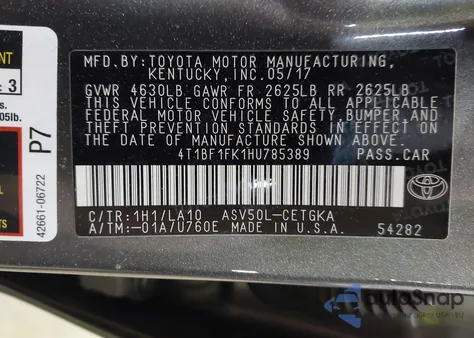 MFD.BY:TOYOTA MOTOR MANUFACTURING,
KENTUCKY,INC.05/17
GVWR 4630LB GAWR FR 2625LB RR 2625LB
THIS VEHICLE CONFORMS TO ALL APPLICABLE
FEDERAL MOTOR VEHICLE SAFETY,BUMPER,AND
THEFT PREVENTION STANDARDS IN EFFECT ON
THE DATE OF MANUFACTURE SHOWN ABOVE.
4T1BF1FK1HU785389 PASS.CAR
C/TR:1H1/LA10 ASV50L-CETGKA
A/TM:-01A/U760E MADE IN U.S.A. 54282
TOYOTA
3
P7
42661-06722
AutoSnap